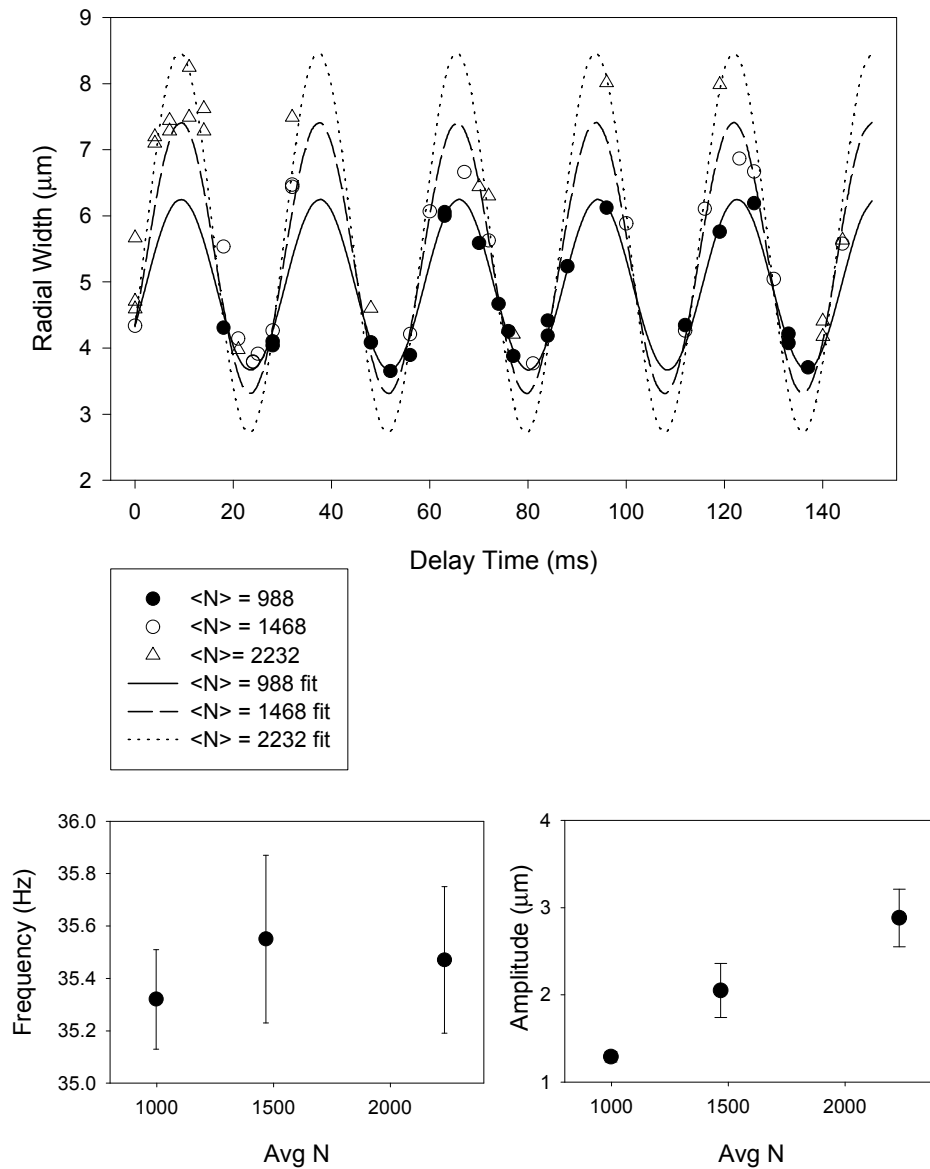 9
8
7
6
5
4
3
2
Radial Width (μm)
0 20 40 60 80 100 120 140
Delay Time (ms)
<N> = 988
<N> = 1468
<N>= 2232
<N> = 988 fit
<N> = 1468 fit
<N> = 2232 fit
36.0
35.8
35.6
35.4
35.2
35.0
Frequency (Hz)
1000 1500 2000
Avg N
4
3
2
1
Amplitude (μm)
1000 1500 2000
Avg N